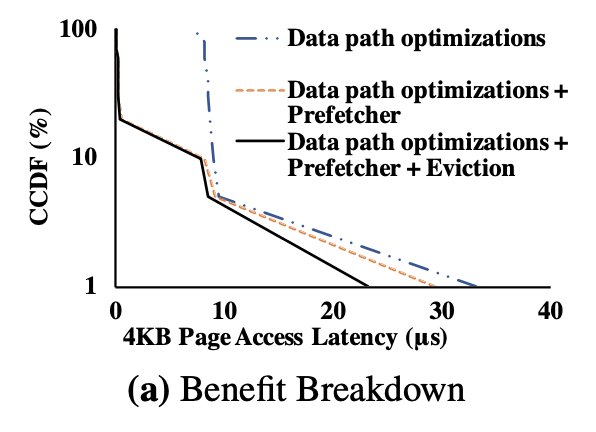 100
10
1
CCDF (%)
Data path optimizations
Data path optimizations +
Prefetcher
Data path optimizations +
Prefetcher + Eviction
0 10 20 30 40
4KB Page Access Latency (µs)
(a) Benefit Breakdown